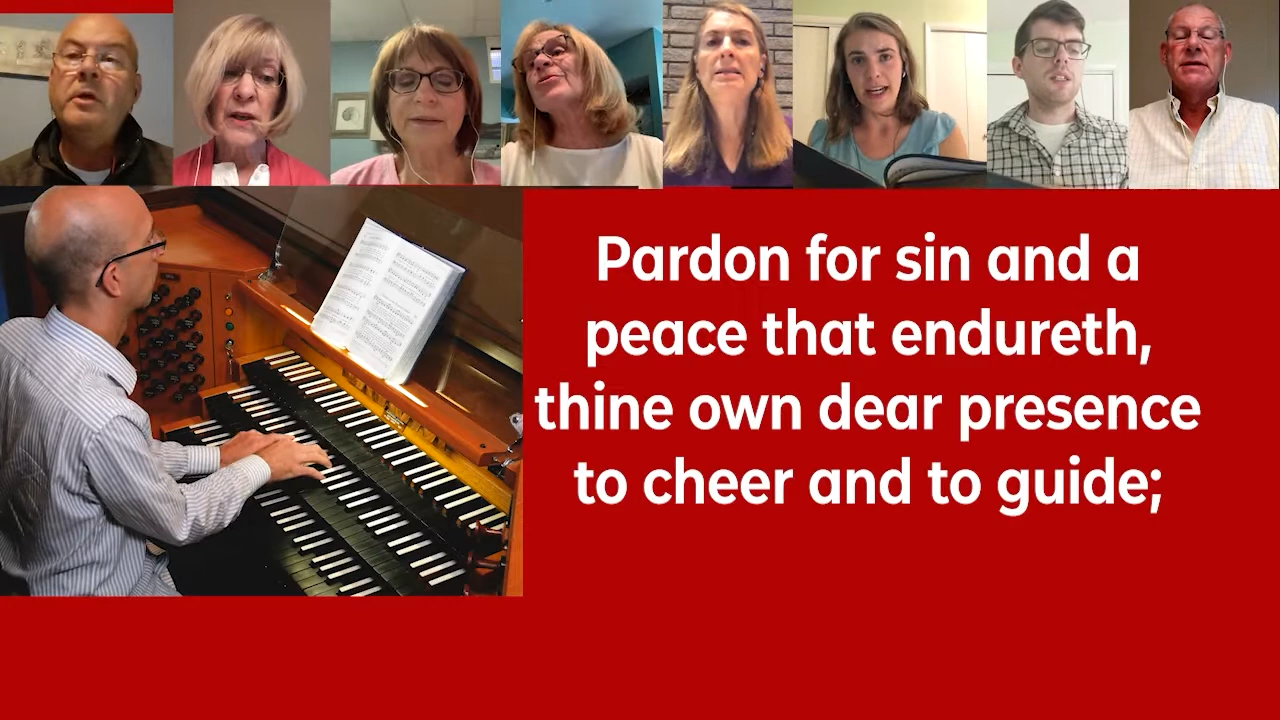 Pardon for sin and a
peace that endureth,
thine own dear presence
to cheer and to guide;